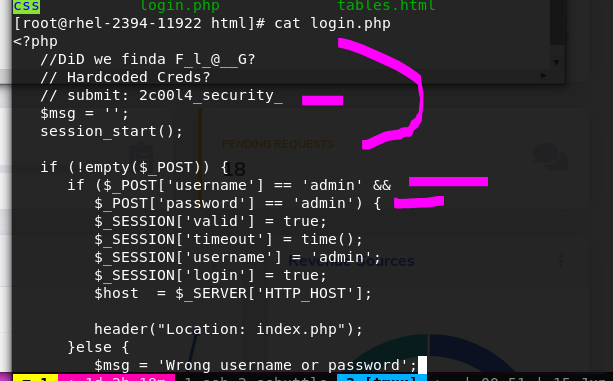 css login.php tables.html
[root@rhel-2394-11922 html]# cat login.php
<?php
//DiD we finda F_l_@__G?
// Hardcoded Creds?
// submit: 2c00l4_security_
$msg = '';
session_start();
PENDING REQUESTS
18
if (!empty($_POST)) {
if ($_POST['username'] == 'admin' &&
$_POST['password'] == 'admin') {
$_SESSION['valid'] = true;
$_SESSION['timeout'] = time();
$_SESSION['username'] = 'admin';
$_SESSION['login'] = true;
$host  = $_SERVER['HTTP_HOST'];
Revenue Sources
header("Location: index.php");
}else {
$msg = 'Wrong username or password';